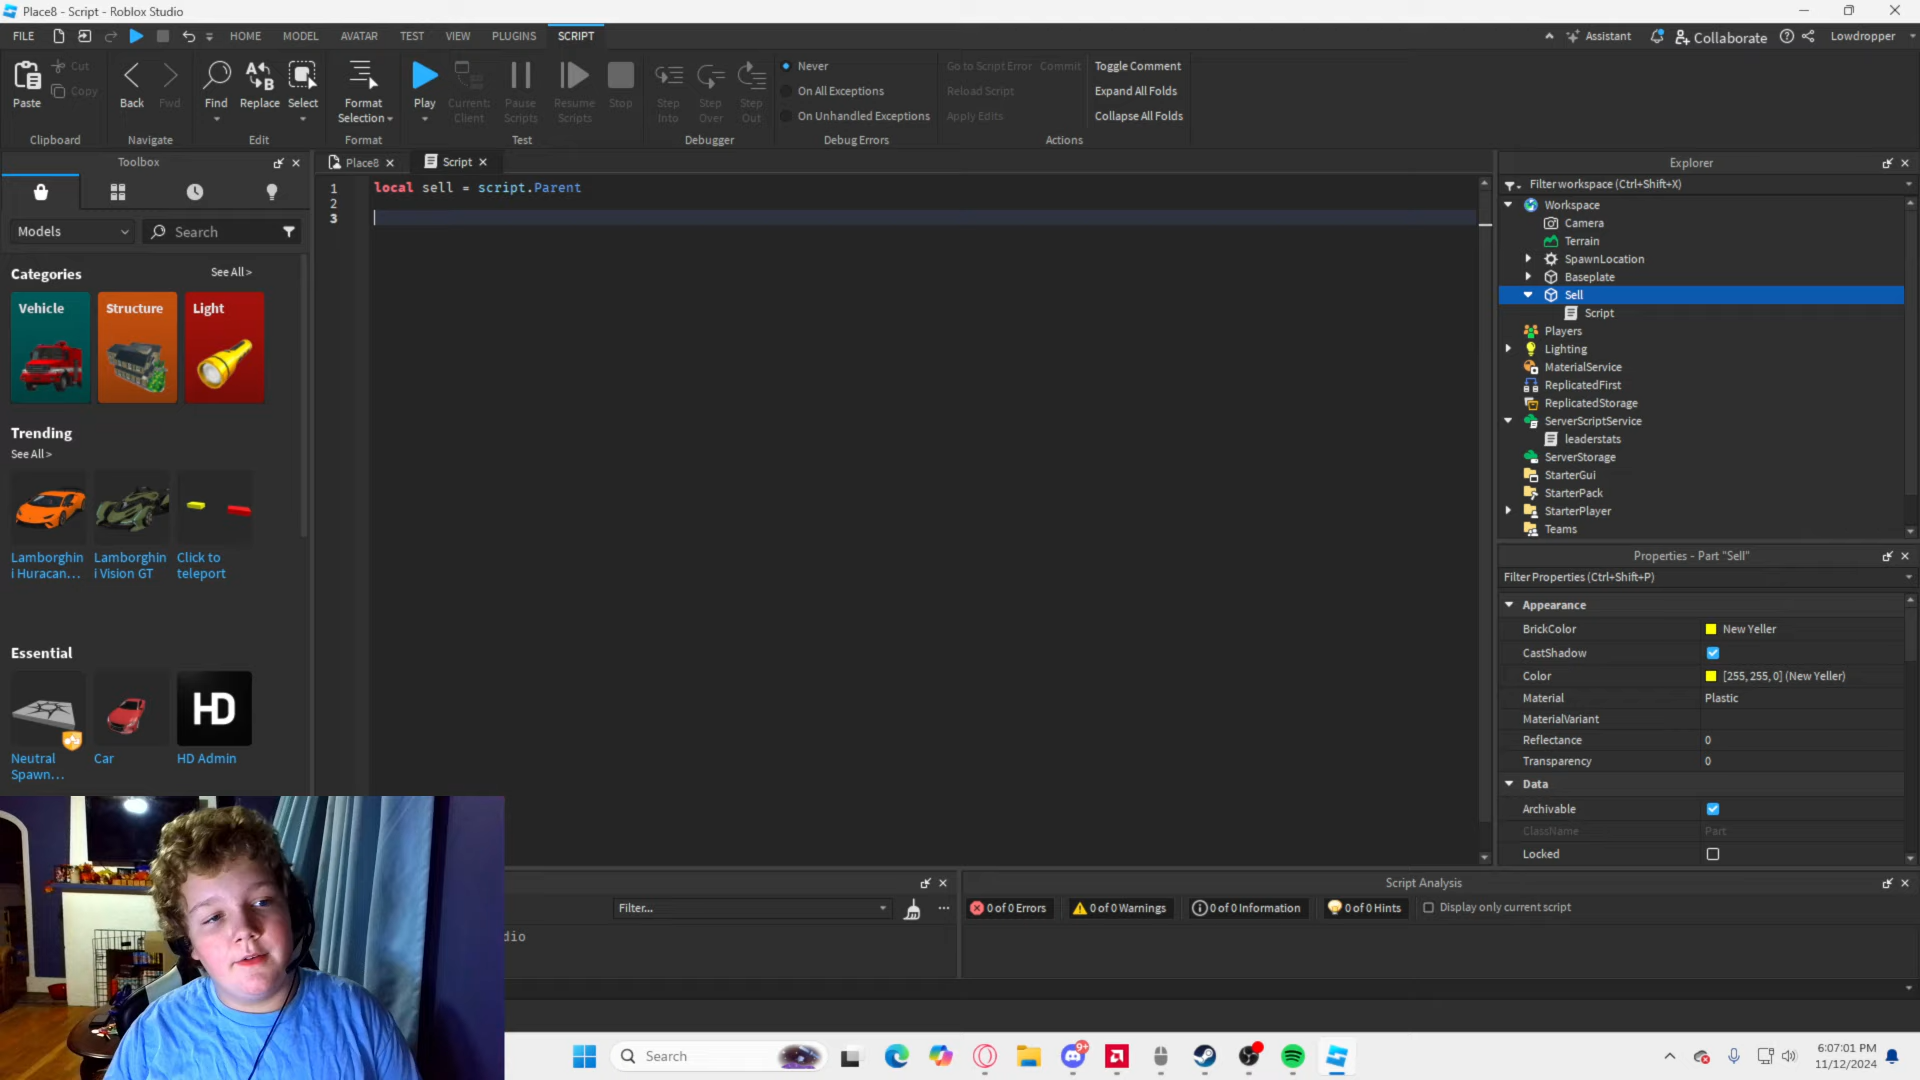 Place8 - Script - Roblox Studio
FILE HOME MODEL AVATAR TEST VIEW PLUGINS SCRIPT Assistant Collaborate Lowdropper
Paste Cut Copy Back Fwd Find Replace Select Format Selection Play Current: Client Pause Scripts Resume Scripts Stop Step Into Step Over Step Out
Never
On All Exceptions
On Unhandled Exceptions
Go to Script Error Commit
Reload Script
Apply Edits
Toggle Comment
Expand All Folds
Collapse All Folds
Clipboard Navigate Edit Format Test Debugger Debug Errors Actions
Toolbox
Models Search
Categories See All >
Vehicle Structure Light
Trending
See All >
Lamborghin
i Huracan...
Lamborghin
i Vision GT
Click to
teleport
Essential
HD
Neutral
Spawn...
Car
HD Admin
Place8 Script
1 local sell = script.Parent
2
3
Explorer
Filter workspace (Ctrl+Shift+X)
Workspace
Camera
Terrain
SpawnLocation
Baseplate
Sell
Script
Players
Lighting
MaterialService
ReplicatedFirst
ReplicatedStorage
ServerScriptService
leaderstats
ServerStorage
StarterGui
StarterPack
StarterPlayer
Teams
Properties - Part "Sell"
Filter Properties (Ctrl+Shift+P)
Appearance
BrickColor New Yeller
CastShadow
Color [255, 255, 0] (New Yeller)
Material Plastic
MaterialVariant
Reflectance 0
Transparency 0
Data
Archivable
ClassName Part
Locked
Filter...
dio
Script Analysis
0 of 0 Errors 0 of 0 Warnings 0 of 0 Information 0 of 0 Hints Display only current script
Search
9+
6:07:01 PM
11/12/2024